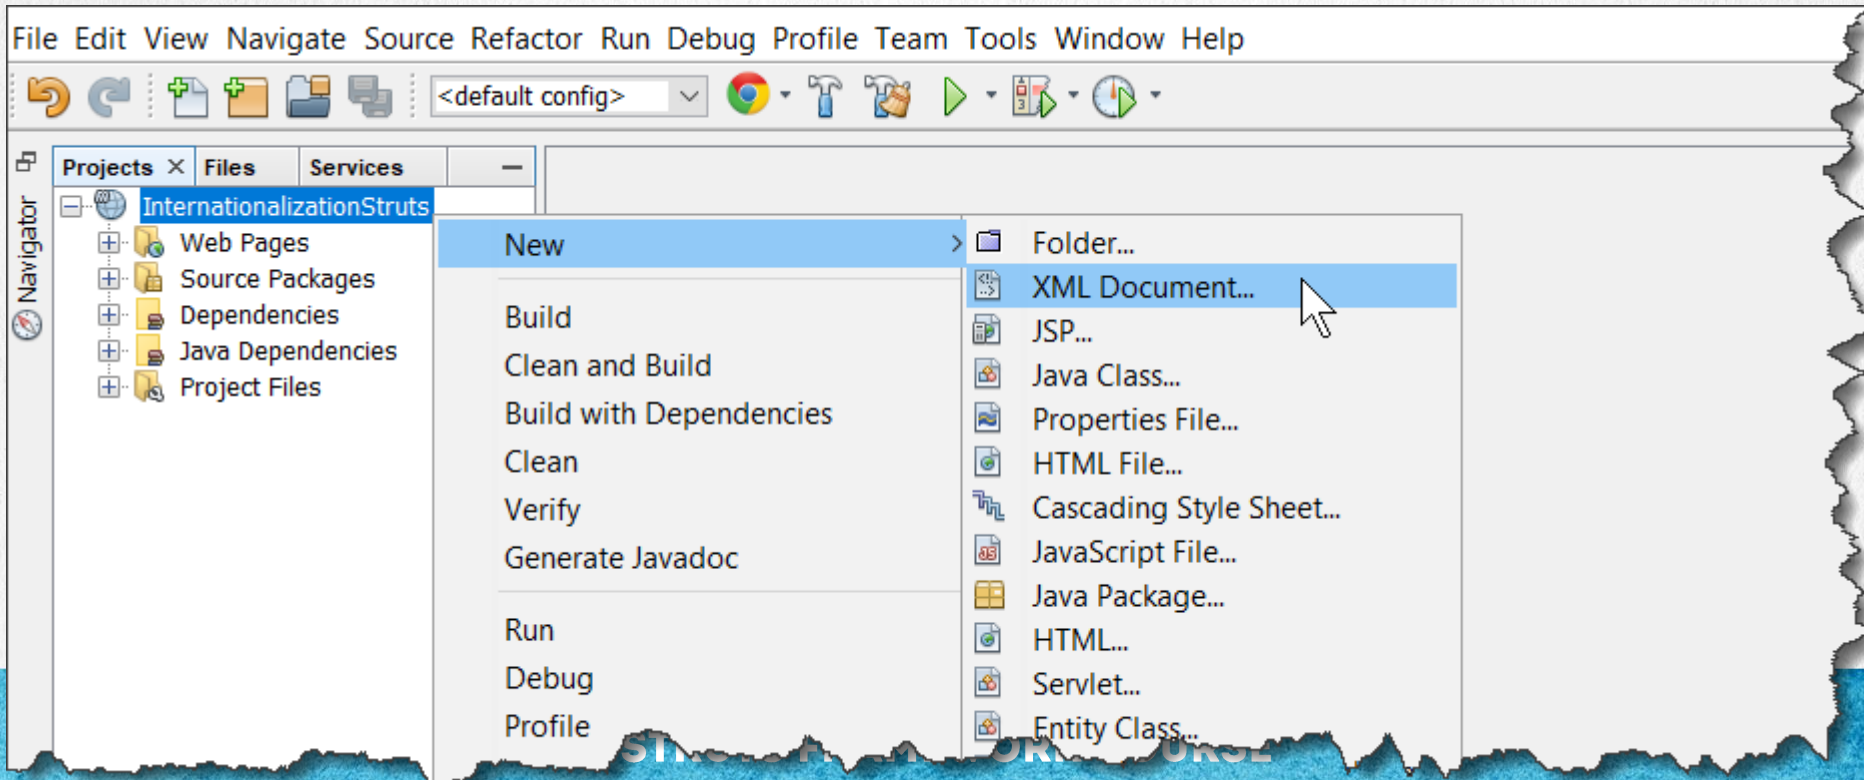 File Edit View Navigate Source Refactor Run Debug Profile Team Tools Window Help
<default config>
Projects Files Services
Navigator
InternationalizationStruts
Web Pages
Source Packages
Dependencies
Java Dependencies
Project Files
New
Build
Clean and Build
Build with Dependencies
Clean
Verify
Generate Javadoc
Run
Debug
Profile
Folder...
XML Document...
JSP...
Java Class...
Properties File...
HTML File...
Cascading Style Sheet...
JavaScript File...
Java Package...
HTML...
Servlet...
Entity Class...